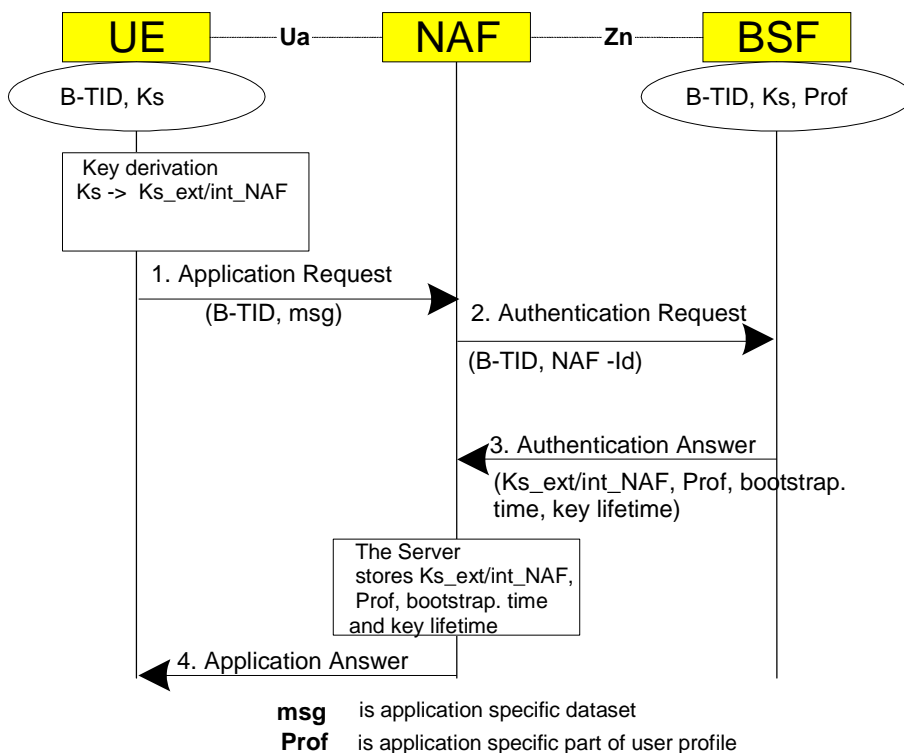 UE Ua NAF Zn BSF
B-TID, Ks
B-TID, Ks, Prof
Key derivation
Ks -> Ks_ext/int_NAF
1. Application Request
(B-TID, msg)
2. Authentication Request
(B-TID, NAF -Id)
3. Authentication Answer
(Ks_ext/int_NAF, Prof, bootstrap.
time, key lifetime)
The Server
stores Ks_ext/int_NAF,
Prof, bootstrap. time
and key lifetime
4. Application Answer
msg is application specific dataset
Prof is application specific part of user profile